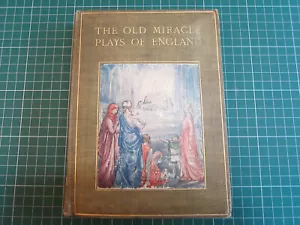 THE OLD MIRACLE
PLAYS OF ENGLAND